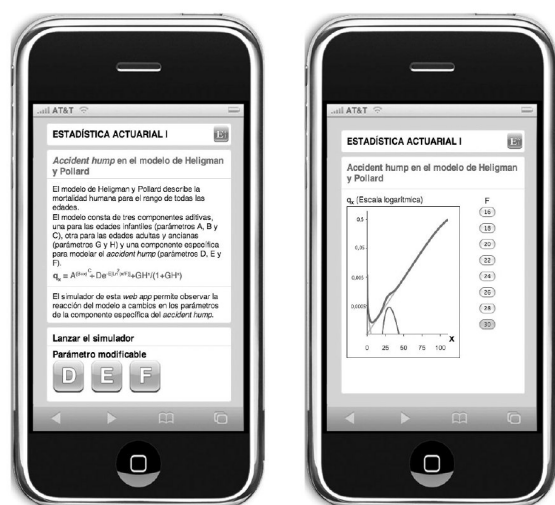 AT&T
ESTADÍSTICA ACTUARIAL I
E
Accident hump en el modelo de Heligman
y Pollard
El modelo de Heligman y Pollard describe la
mortalidad humana para el rango de todas las
edades.
El modelo consta de tres componentes aditivas,
una para las edades infantiles (parámetros A, B y
C), otra para las edades adultas y ancianas
(parámetros G y H) y una componente específica
para modelar el accident hump (parámetros D, E y
F).
El simulador de esta web app permite observar la
reacción del modelo a cambios en los parámetros
de la componente específica del accident hump.
Lanzar el simulador
Parámetro modificable
D E F
AT&T
ESTADÍSTICA ACTUARIAL I
E
Accident hump en el modelo de Heligman
y Pollard
qx (Escala logarítmica)
F
16
18
20
22
24
26
28
30
0.5
0.05
0.005
0.0005
x
0 25 50 75 100